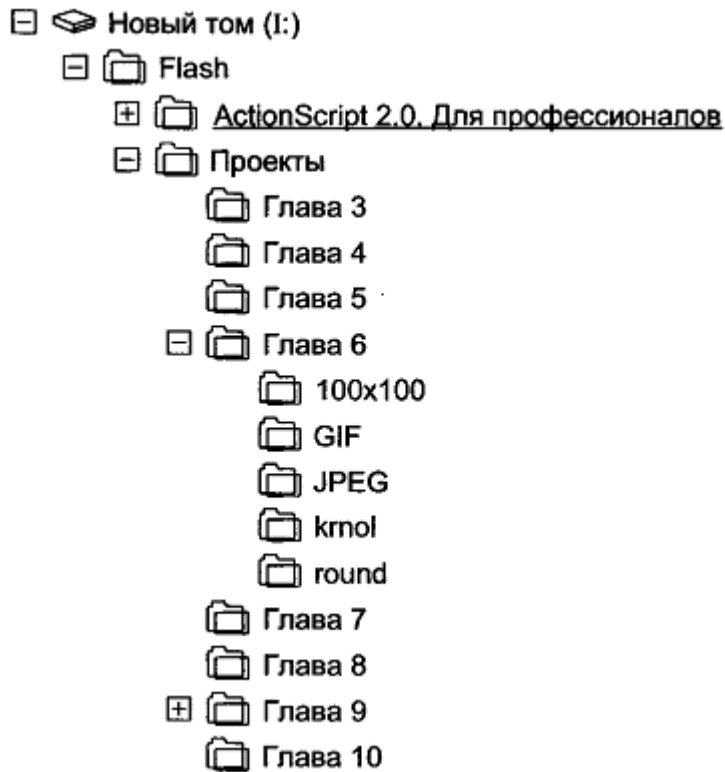 Новый том (I:)
Flash
ActionScript 2.0. Для профессионалов
Проекты
Глава 3
Глава 4
Глава 5
Глава 6
100x100
GIF
JPEG
krnol
round
Глава 7
Глава 8
Глава 9
Глава 10